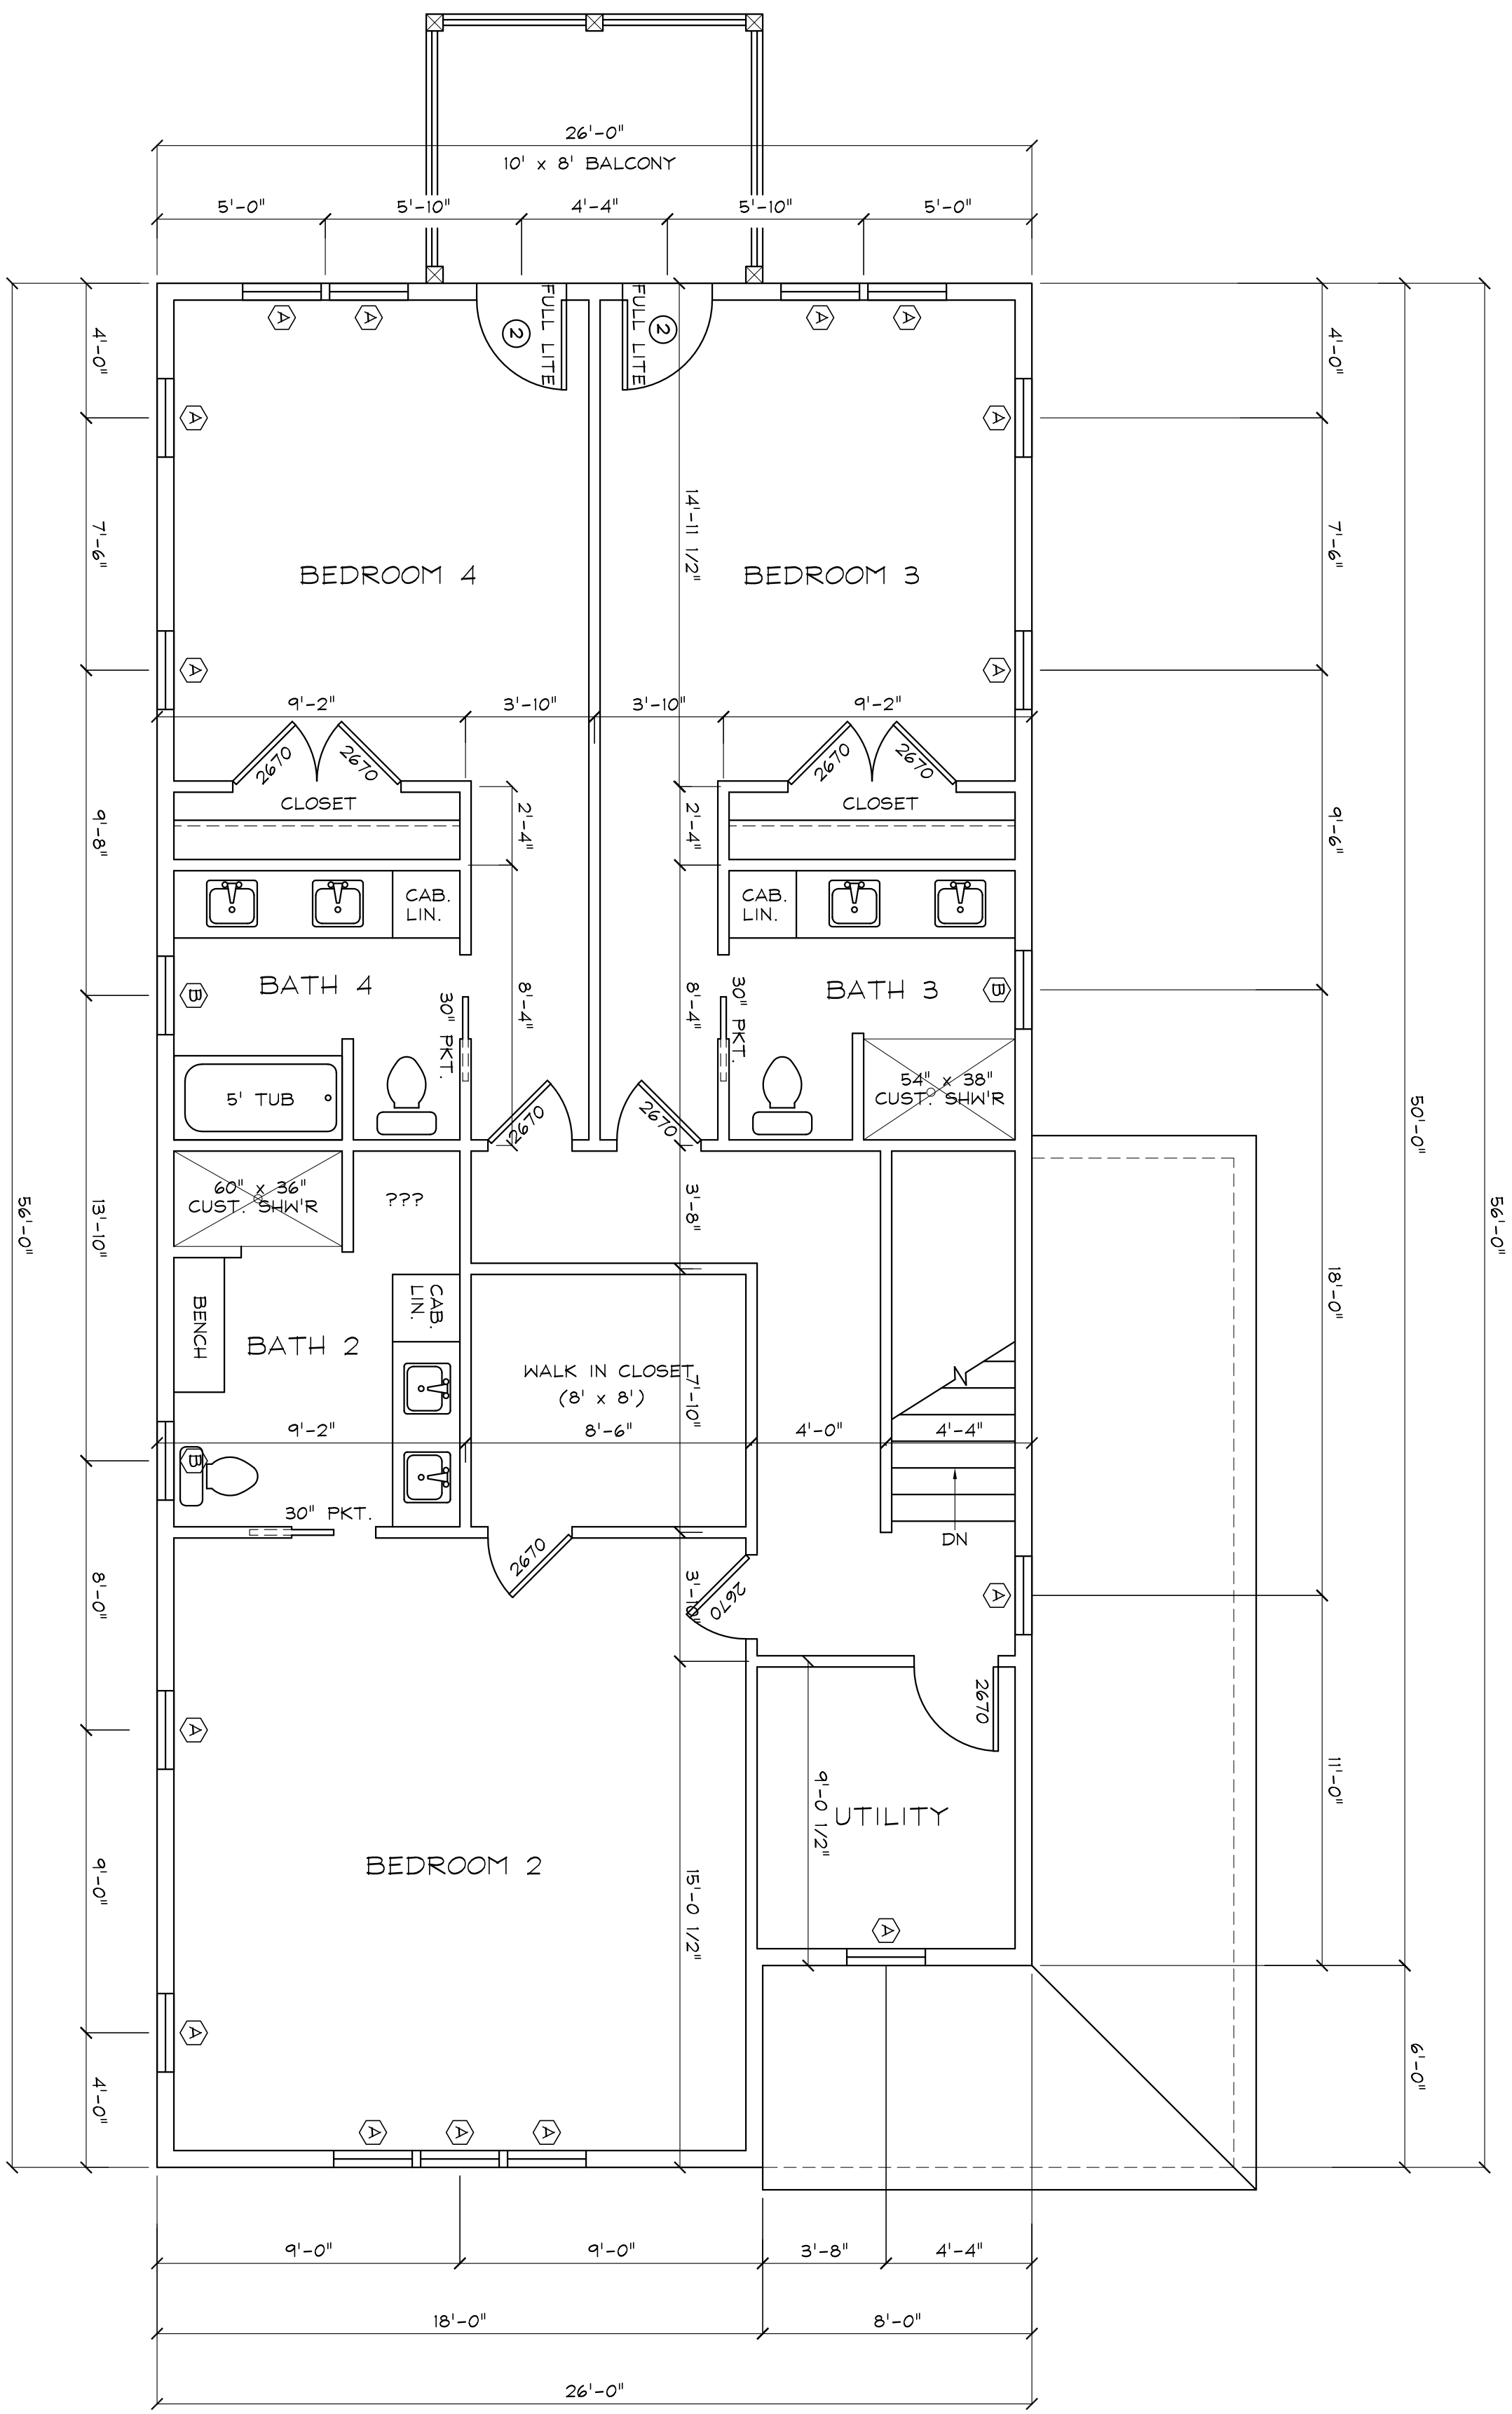 26'-0"
10' x 8' BALCONY
5'-0"
5'-10"
4'-4"
5'-10"
5'-0"
A
A
2
FULL LITE
FULL LITE
2
A
A
4'-0"
4'-0"
A
A
7'-6"
14'-11 1/2"
7'-6"
BEDROOM 4
BEDROOM 3
A
A
9'-2"
3'-10"
3'-10"
9'-2"
2670
2670
2670
2670
CLOSET
CLOSET
2'-4"
2'-4"
9'-8"
9'-6"
CAB.
LIN.
CAB.
LIN.
BATH 4
BATH 3
B
B
30" PKT.
8'-4"
8'-4"
30" PKT.
5' TUB
54" x 38"
CUST. SHW'R
2670
2670
50'-0"
60" x 36"
CUST. SHW'R
???
3'-8"
56'-0"
13'-10"
18'-0"
56'-0"
BENCH
CAB.
LIN.
BATH 2
WALK IN CLOSET
(8' x 8')
7'-10"
9'-2"
8'-6"
4'-0"
4'-4"
B
30" PKT.
DN
2670
2670
3'-10"
8'-0"
A
2670
A
11'-0"
9'-0 1/2"
UTILITY
BEDROOM 2
9'-0"
15'-0 1/2"
A
A
6'-0"
4'-0"
A
A
A
9'-0"
9'-0"
3'-8"
4'-4"
18'-0"
8'-0"
26'-0"